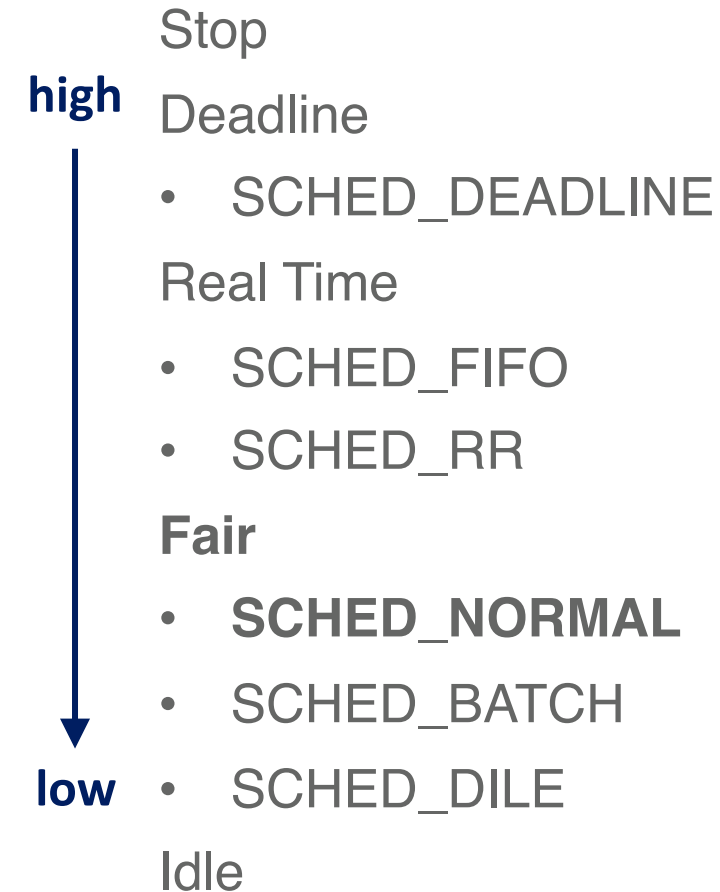 Stop
high
Deadline
• SCHED_DEADLINE
Real Time
• SCHED_FIFO
• SCHED_RR
Fair
• SCHED_NORMAL
• SCHED_BATCH
low
• SCHED_DILE
Idle